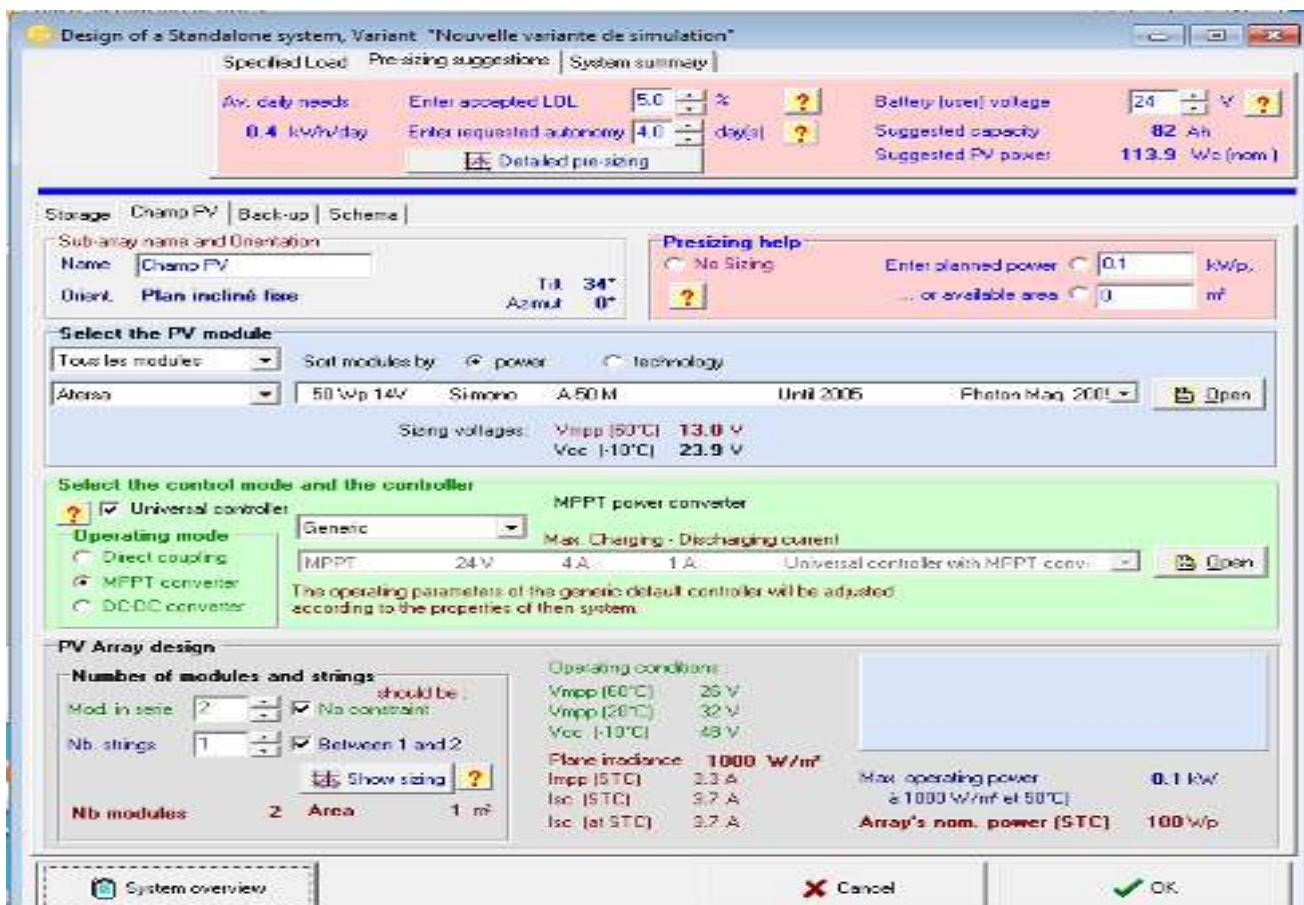 Design of a Standalone system, Variant "Nouvelle variante de simulation"
Specified Load Pre-sizing suggestions System summary
Av. daily needs : Enter accepted LOL 5.0 % ? Battery (user) voltage 24 V ?
0.4 kWh/day Enter requested autonomy 4.0 day(s) ? Suggested capacity 82 Ah
Detailed pre-sizing Suggested PV power 113.9 Wc (nom.)
Storage Champ PV Back-up Schema
Sub-array name and Orientation Presizing help
Name Champ PV No Sizing Enter planned power 0.1 kWp,
Orient. Plan incliné fixe Tilt 34° ? ... or available area 0 m²
Azimut 0°
Select the PV module
Tous les modules Sort modules by: power technology
Atersa 50 Wp 14V Si-mono A-50 M Until 2005 Photon Mag. 2005 Open
Sizing voltages: Vmpp (60°C) 13.0 V
Voc (-10°C) 23.9 V
Select the control mode and the controller
? Universal controller Generic MPPT power converter
Operating mode Max. Charging - Discharging current
Direct coupling MPPT 24 V 4 A 1 A Universal controller with MPPT conv Open
MPPT converter The operating parameters of the generic default controller will be adjusted
DC-DC converter according to the properties of then system.
PV Array design
Number of modules and strings Operating conditions
should be : Vmpp (60°C) 26 V
Mod. in serie 2 No constraint Vmpp (20°C) 32 V
Nb. strings 1 Between 1 and 2 Voc (-10°C) 48 V
Plane irradiance 1000 W/m²
Show sizing ? Impp (STC) 3.3 A Max. operating power 0.1 kW
Isc (STC) 3.7 A à 1000 W/m² et 50°C)
Nb modules 2 Area 1 m² Isc (at STC) 3.7 A Array's nom. power (STC) 100 Wp
System overview Cancel OK